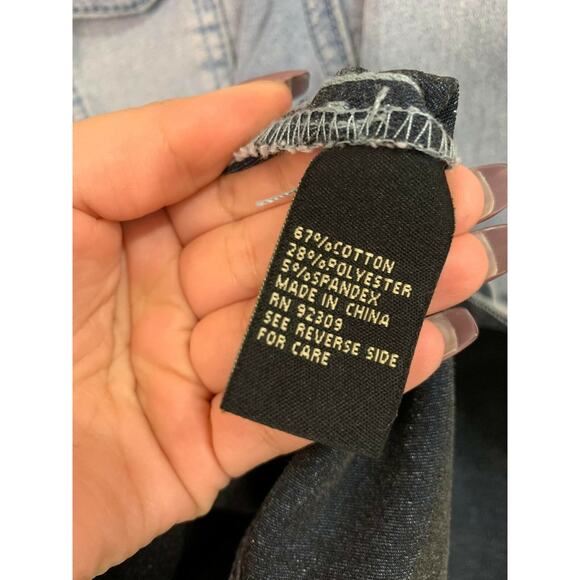 67%COTTON
28%POLYESTER
5%SPANDEX
MADE IN CHINA
RN 92309
SEE REVERSE SIDE
FOR CARE